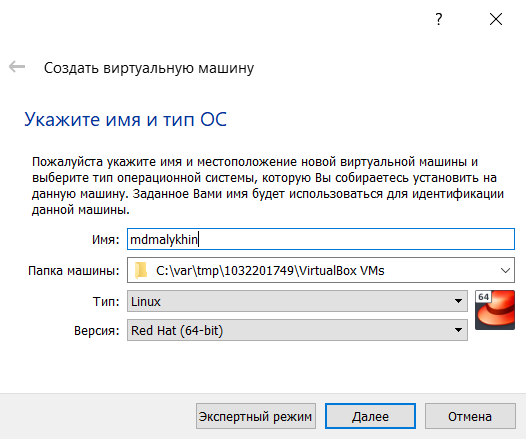 ?
Создать виртуальную машину
Укажите имя и тип ОС
Пожалуйста укажите имя и местоположение новой виртуальной машины и
выберите тип операционной системы, которую Вы собираетесь установить на
данную машину. Заданное Вами имя будет использоваться для идентификации
данной машины.
Имя: mdmalykhin
Папка машины: C:\var\tmp\1032201749\VirtualBox VMs
Тип: Linux
64
Версия: Red Hat (64-bit)
Экспертный режим Далее Отмена